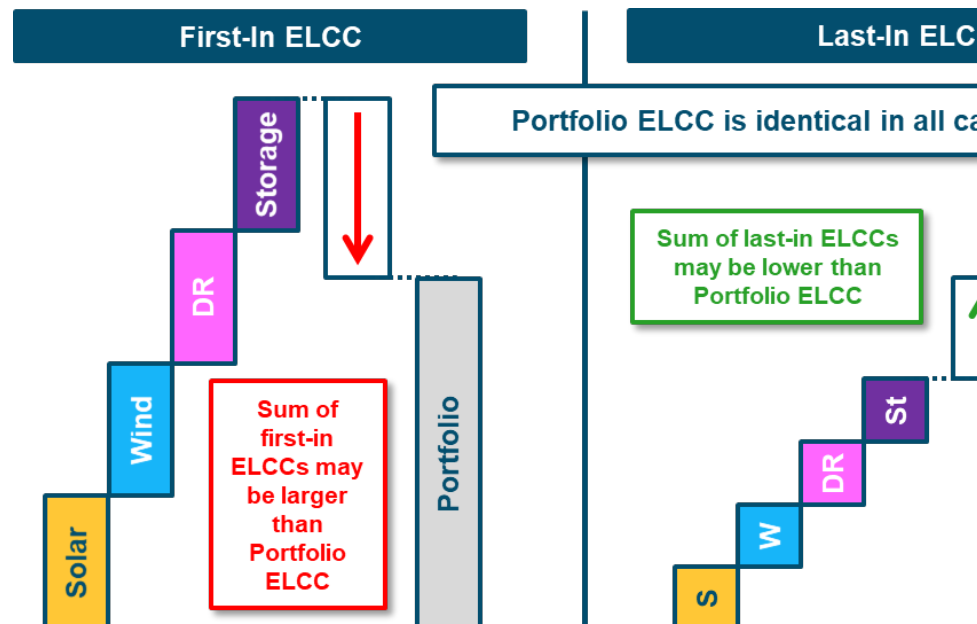 First-In ELCC
Storage
DR
Wind
Solar
Sum of
first-in
ELCCs may
be larger
than
Portfolio
ELCC
Portfolio
Last-In
Portfolio ELCC is identical in all
Sum of last-in ELCCs
may be lower than
Portfolio ELCC
St
DR
W
S